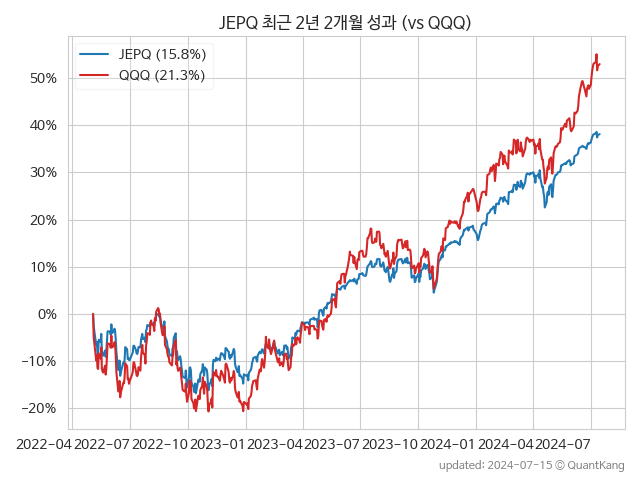 JEPQ 최근 2년 2개월 성과 (vs QQQ)
JEPQ (15.8%)
QQQ (21.3%)
50%
40%
30%
20%
10%
0%
−10%
−20%
2022-04 2022-07 2022-10 2023-01 2023-04 2023-07 2023-10 2024-01 2024-04 2024-07
updated: 2024-07-15 © QuantKang